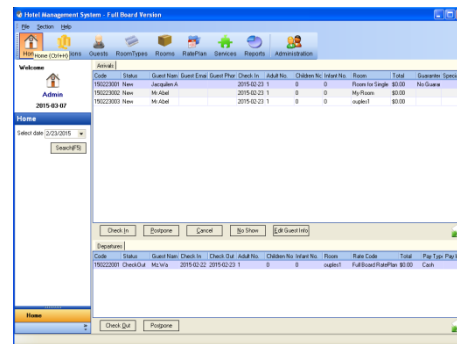 Hotel Management System - Full Board Version
File Section Help
Home (Ctrl+H)
Guests RoomTypes Rooms RatePlan Services Reports Administration
Welcome
Admin
2015-03-07
Home
Select date 2/23/2015
Search(F5)
Home
Arrivals
Code Status Guest Nam Guest Emai Guest Phor Check In Adult No. Children Nc Infant No. Room Total Guarantee Specia
150223001 New Jacqulien A 2015-02-23 1 0 0 Room for Single $0.00 No Guara
150223002 New Mr.Abel 2015-02-23 1 0 0 My Room $0.00
150223003 New Mr.Abel 2015-02-23 1 0 0 ouples1 $0.00
Check In Postpone Cancel No Show Edit Guest Info
Departures
Code Status Guest Nam Check In Check Out Adult No. Children No Infant No. Room Rate Code Total Pay Type Pay
150222001 CheckOut Mz.Wa 2015-02-22 2015-02-23 1 0 0 ouples1 Full Board RatePlan $0.00 Cash
Check Out Postpone